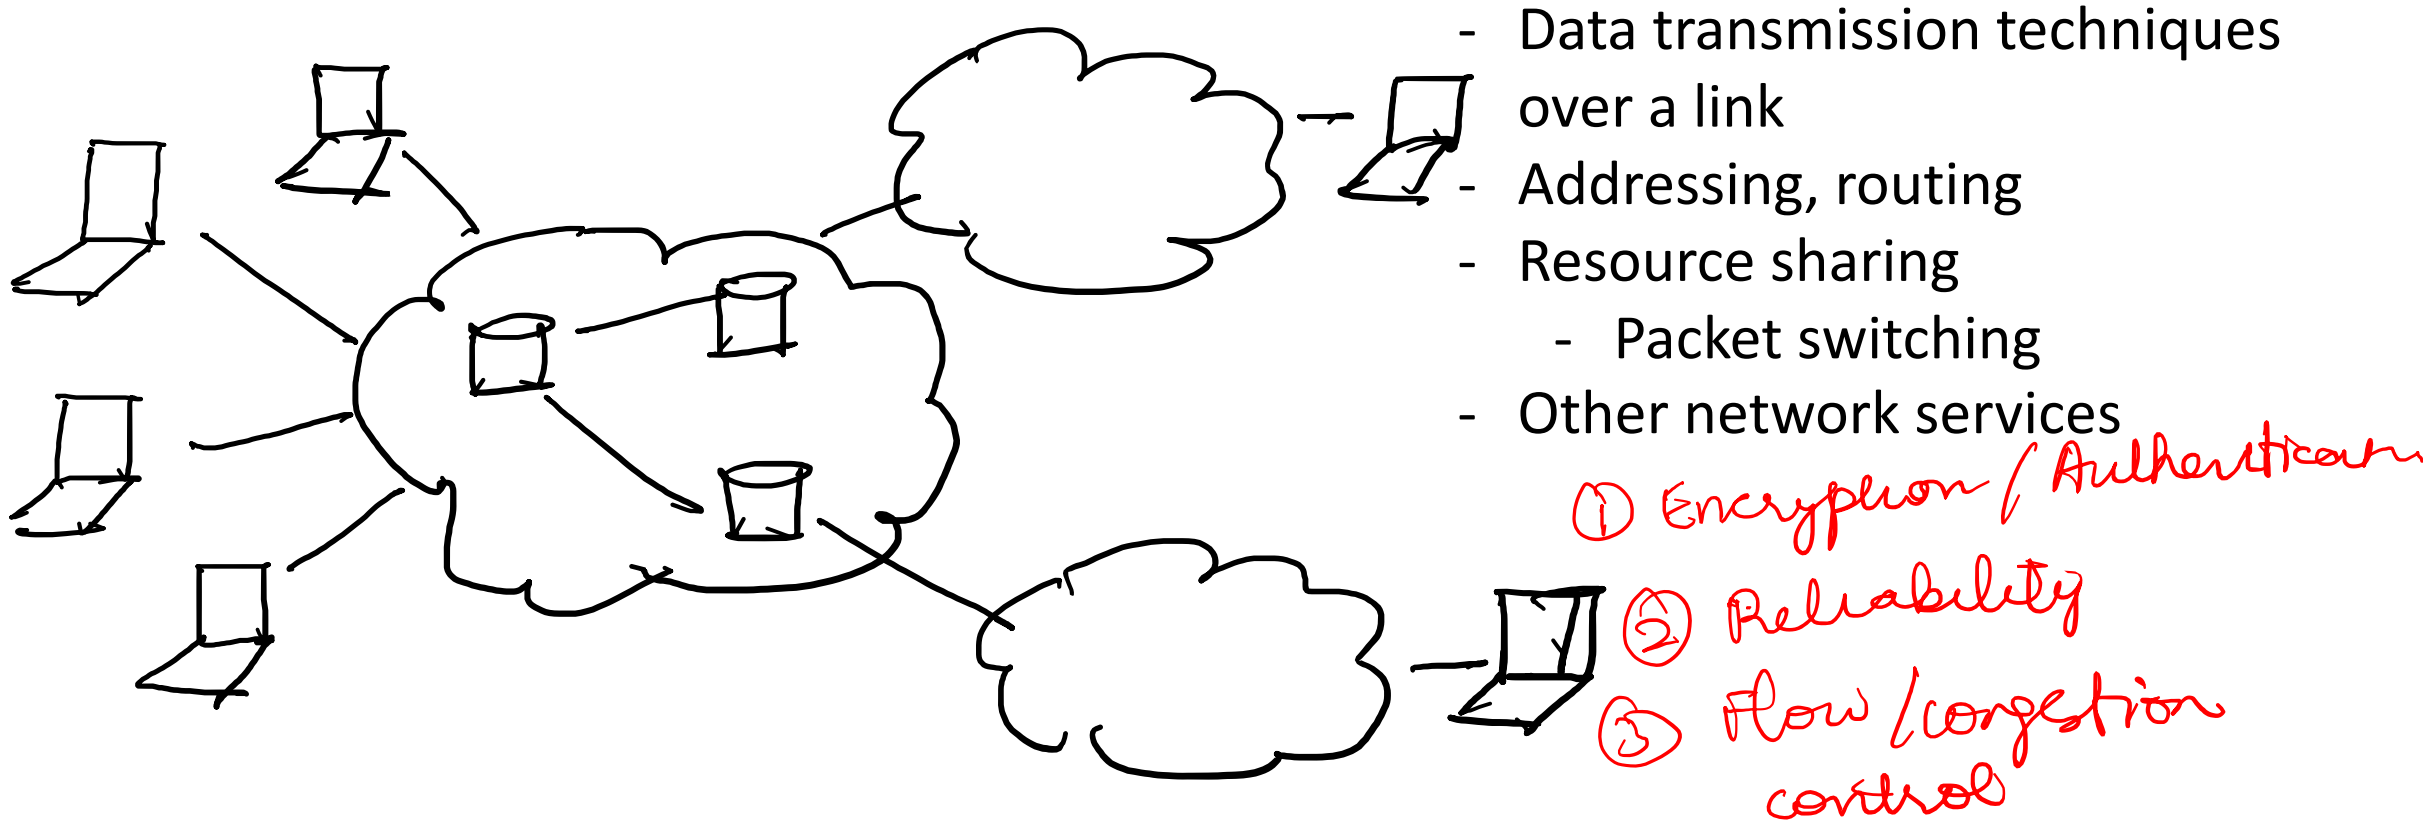 - Data transmission techniques
over a link
- Addressing, routing
- Resource sharing
- Packet switching
- Other network services
① Encryption / Authentication
② Reliability
③ Flow / congestion
control